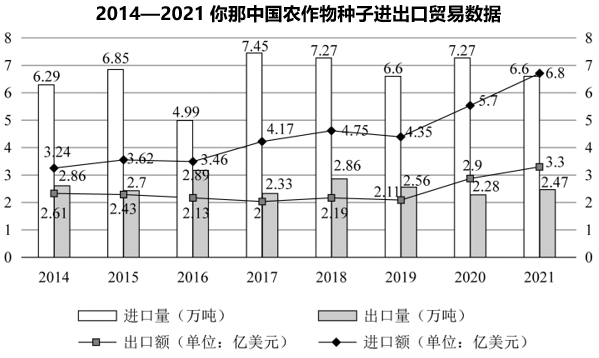 2014—2021 你那中国农作物种子进出口贸易数据
8 8
7.45 7.27 7.27
7 6.85 6.6 6.6 6.8 7
6.29
6 5.7 6
4.99 4.75
5 4.17 4.35 5
4 3.24 3.62 3.46 4
2.86 2.7 2.89 2.33 2.86 2.56 2.9 3.3
3 2.11 2.28 2.47 3
2 2.61 2.43 2.13 2 2.19 2
1 1
0 0
2014 2015 2016 2017 2018 2019 2020 2021
进口量（万吨） 出口量（万吨）
出口额（单位：亿美元） 进口额（单位：亿美元）